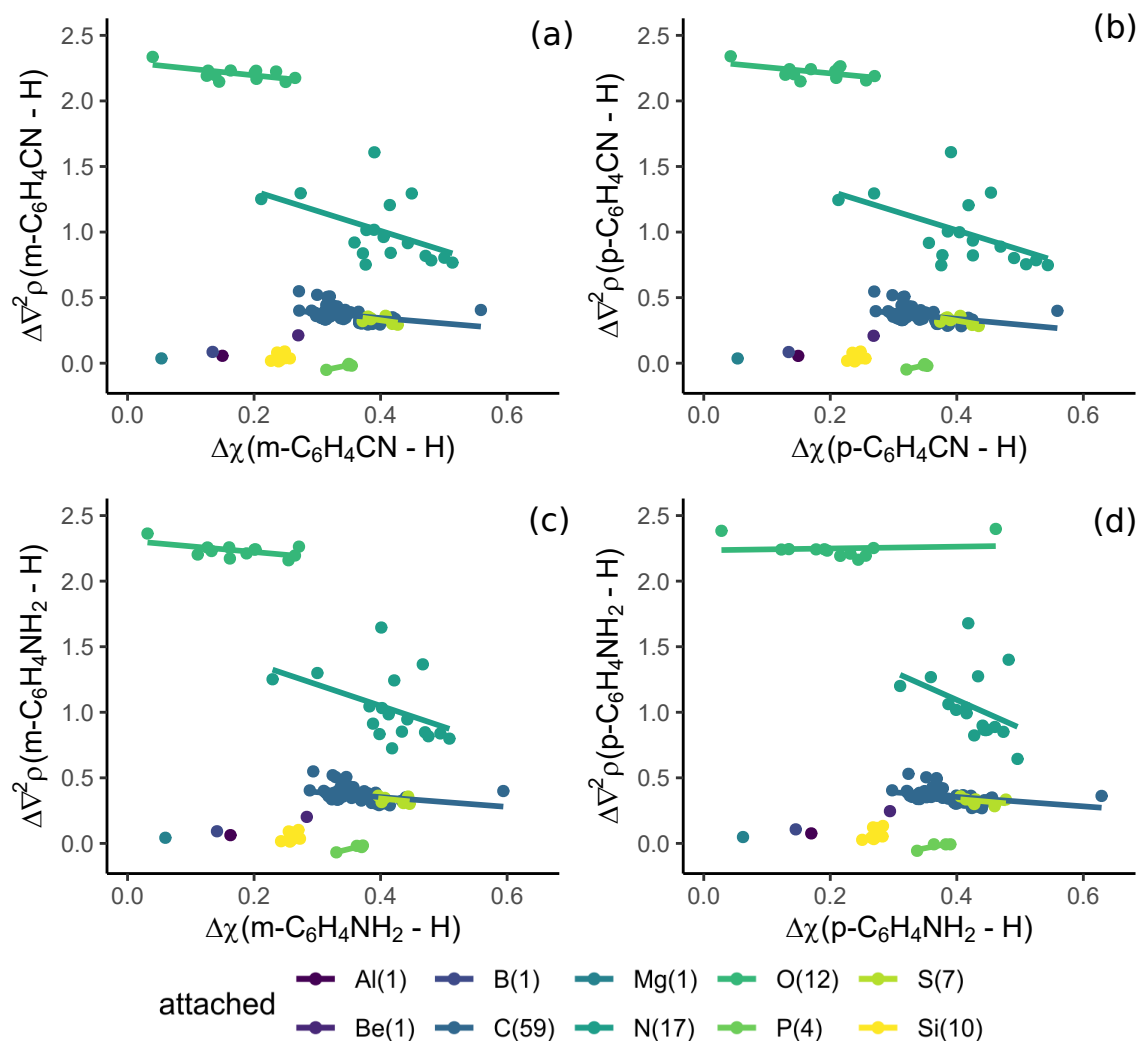 (a)
2.5
2.0
1.5
1.0
0.5
0.0
Δ∇²ρ(m-C₆H₄CN - H)
0.0 0.2 0.4 0.6
Δχ(m-C₆H₄CN - H)
(b)
2.5
2.0
1.5
1.0
0.5
0.0
Δ∇²ρ(p-C₆H₄CN - H)
0.0 0.2 0.4 0.6
Δχ(p-C₆H₄CN - H)
(c)
2.5
2.0
1.5
1.0
0.5
0.0
Δ∇²ρ(m-C₆H₄NH₂ - H)
0.0 0.2 0.4 0.6
Δχ(m-C₆H₄NH₂ - H)
(d)
2.5
2.0
1.5
1.0
0.5
0.0
Δ∇²ρ(p-C₆H₄NH₂ - H)
0.0 0.2 0.4 0.6
Δχ(p-C₆H₄NH₂ - H)
attached
Al(1) B(1) Mg(1) O(12) S(7)
Be(1) C(59) N(17) P(4) Si(10)